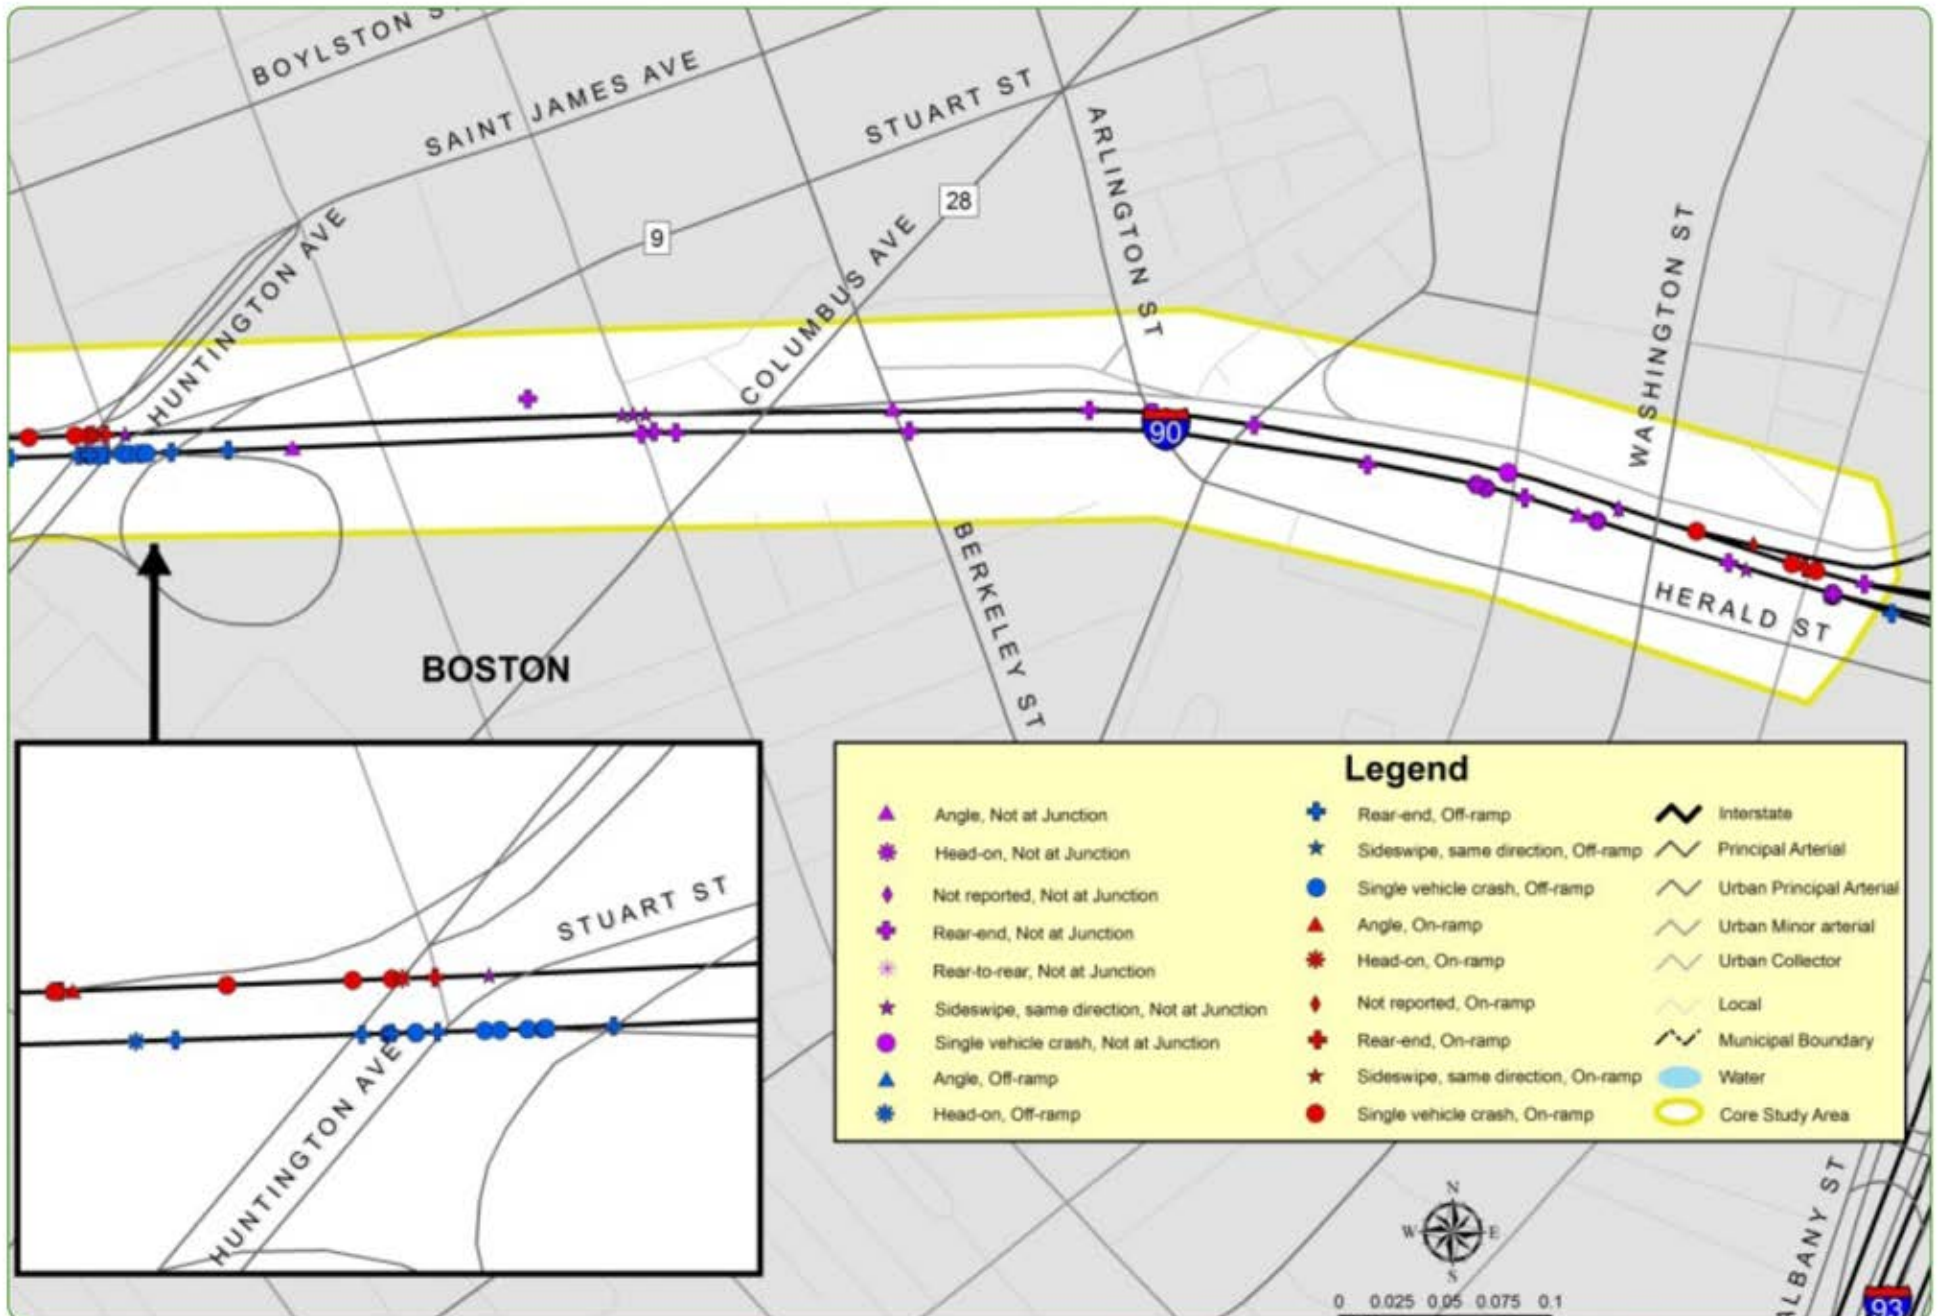 BOYLSTON ST
SAINT JAMES AVE
STUART ST
28
9
HUNTINGTON AVE
COLUMBUS AVE
ARLINGTON ST
WASHINGTON ST
90
BERKELEY ST
HERALD ST
BOSTON
STUART ST
HUNTINGTON AVE
Legend
Angle, Not at Junction
Head-on, Not at Junction
Not reported, Not at Junction
Rear-end, Not at Junction
Rear-to-rear, Not at Junction
Sideswipe, same direction, Not at Junction
Single vehicle crash, Not at Junction
Angle, Off-ramp
Head-on, Off-ramp
Rear-end, Off-ramp
Sideswipe, same direction, Off-ramp
Single vehicle crash, Off-ramp
Angle, On-ramp
Head-on, On-ramp
Not reported, On-ramp
Rear-end, On-ramp
Sideswipe, same direction, On-ramp
Single vehicle crash, On-ramp
Interstate
Principal Arterial
Urban Principal Arterial
Urban Minor arterial
Urban Collector
Local
Municipal Boundary
Water
Core Study Area
N
W E
S
0 0.025 0.05 0.075 0.1
ALBANY ST
93